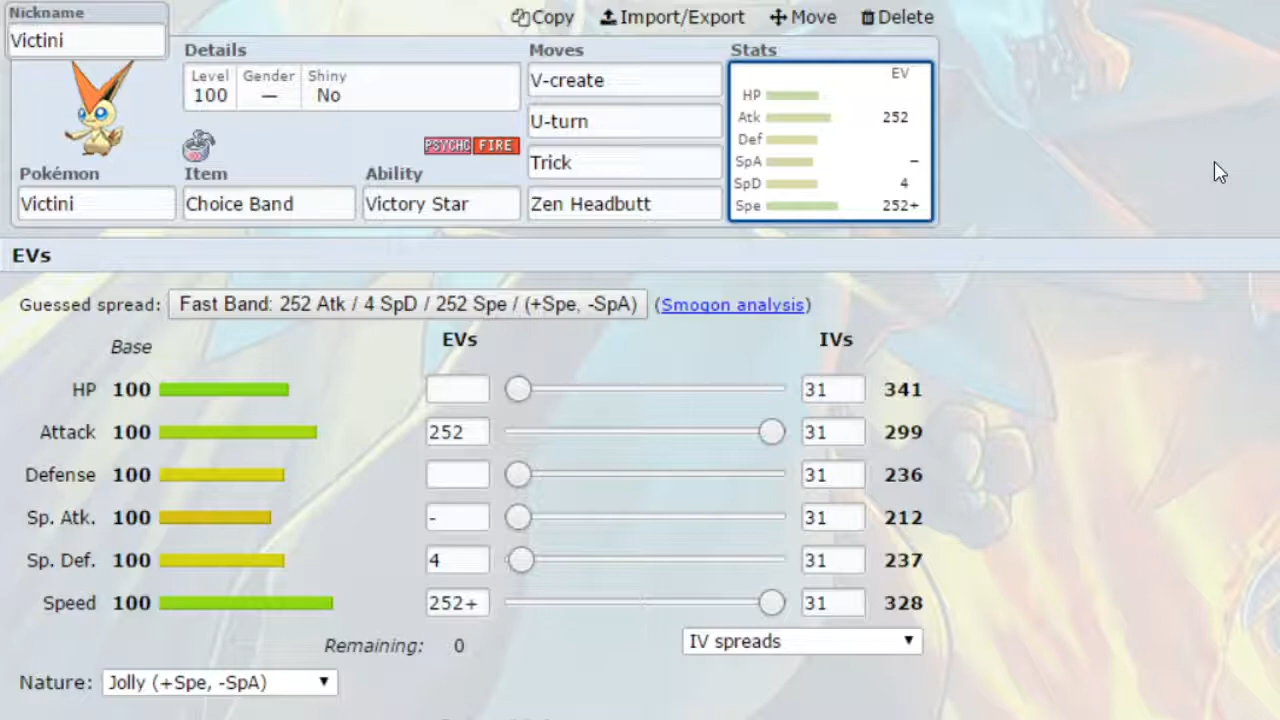 Nickname
Copy Import/Export Move Delete
Victini
Details
Moves
Stats
Level Gender Shiny
100 — No
V-create
U-turn
Trick
Zen Headbutt
EV
HP
Atk 252
Def
SpA –
SpD 4
Spe 252+
PSYCHC FIRE
Pokémon
Item
Ability
Victini
Choice Band
Victory Star
EVs
Guessed spread: Fast Band: 252 Atk / 4 SpD / 252 Spe / (+Spe, -SpA) (Smogon analysis)
Base EVs IVs
HP 100 31 341
Attack 100 252 31 299
Defense 100 31 236
Sp. Atk. 100 - 31 212
Sp. Def. 100 4 31 237
Speed 100 252+ 31 328
Remaining: 0
IV spreads
Nature: Jolly (+Spe, -SpA)